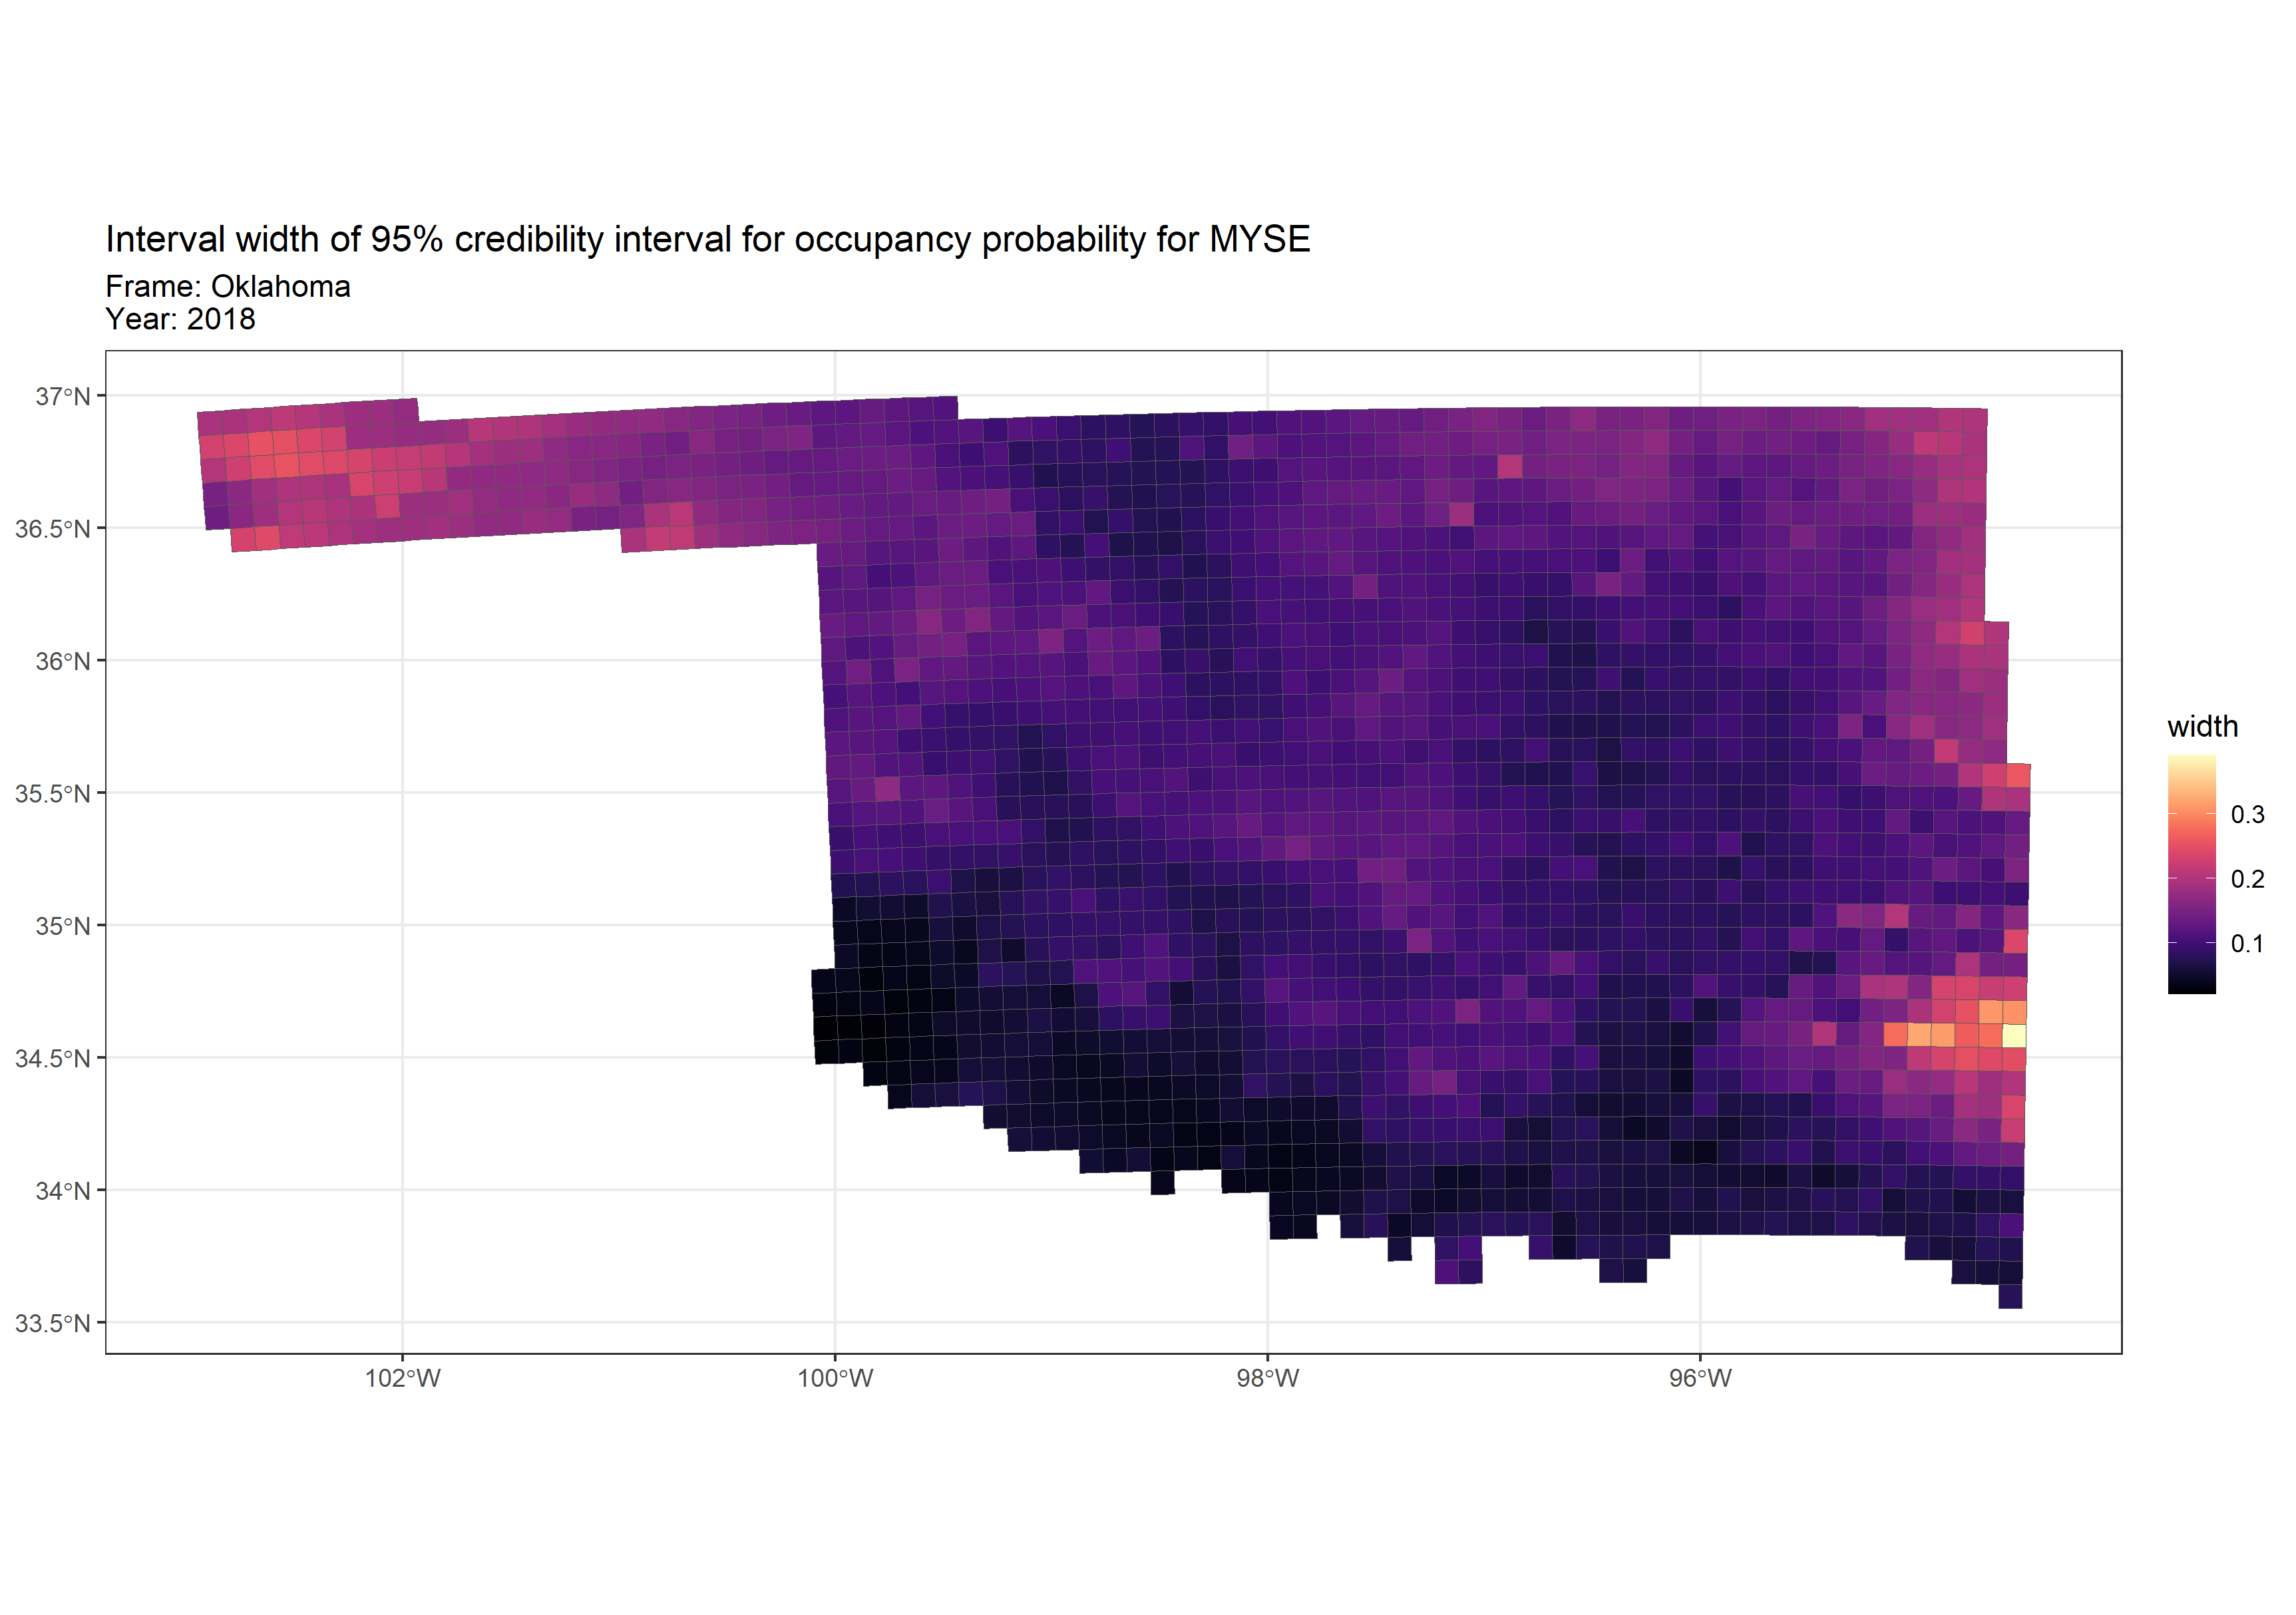 Interval width of 95% credibility interval for occupancy probability for MYSE
Frame: Oklahoma
Year: 2018
37°N
36.5°N
36°N
35.5°N
35°N
34.5°N
34°N
33.5°N
102°W
100°W
98°W
96°W
width
0.3
0.2
0.1